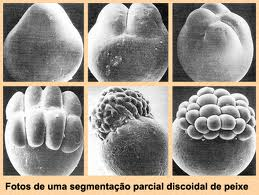 Fotos de uma segmentação parcial discoidal de peixe